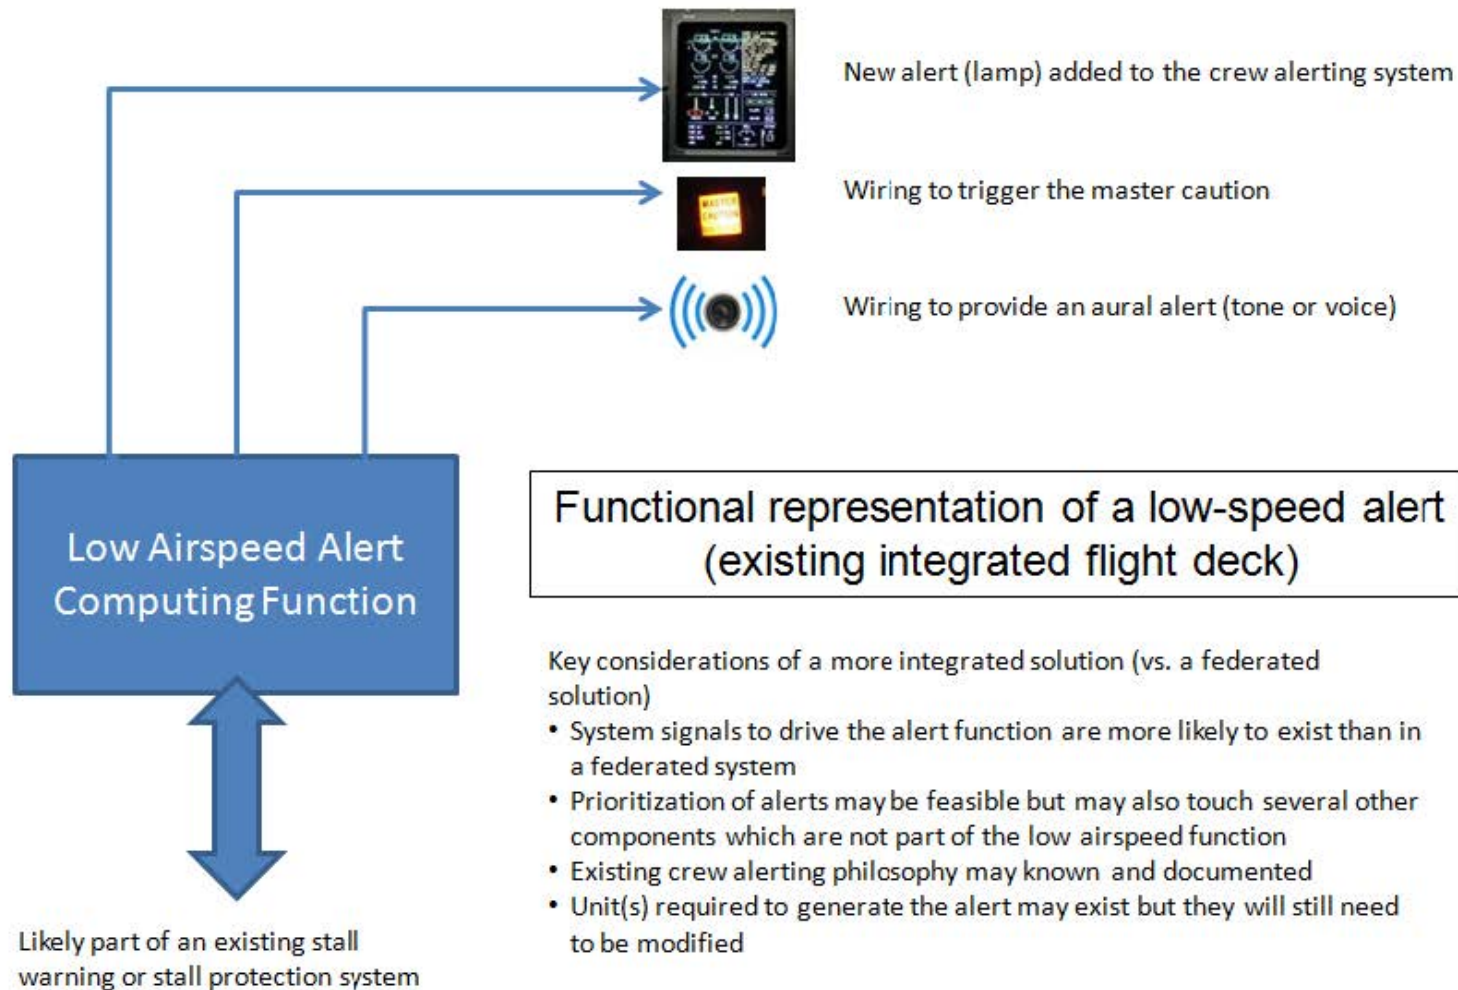 New alert (lamp) added to the crew alerting system
MASTER
CAUTION
Wiring to trigger the master caution
Wiring to provide an aural alert (tone or voice)
Low Airspeed Alert
Computing Function
Functional representation of a low-speed alert
(existing integrated flight deck)
Key considerations of a more integrated solution (vs. a federated
solution)
• System signals to drive the alert function are more likely to exist than in
a federated system
• Prioritization of alerts may be feasible but may also touch several other
components which are not part of the low airspeed function
• Existing crew alerting philosophy may known and documented
• Unit(s) required to generate the alert may exist but they will still need
to be modified
Likely part of an existing stall
warning or stall protection system